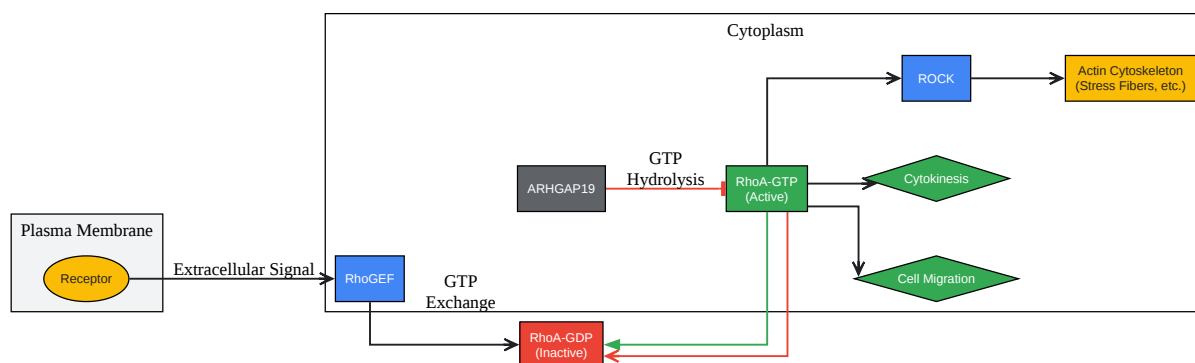 Cytoplasm
ROCK
Actin Cytoskeleton
(Stress Fibers, etc.)
GTP
Hydrolysis
ARHGAP19
RhoA-GTP
(Active)
Cytokinesis
Plasma Membrane
Receptor
Extracellular Signal
RhoGEF
GTP
Exchange
Cell Migration
RhoA-GDP
(Inactive)